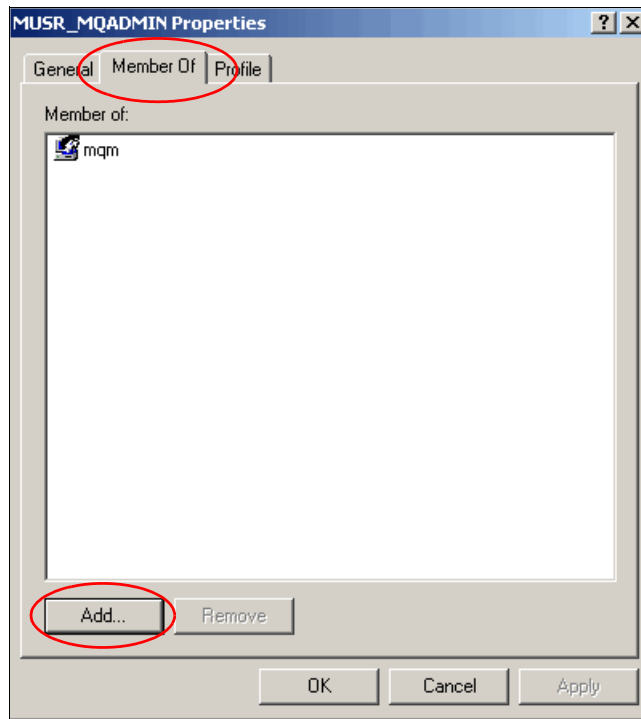 MUSR_MQADMIN Properties
General Member Of Profile
Member of:
mqm
Add... Remove
OK Cancel Apply